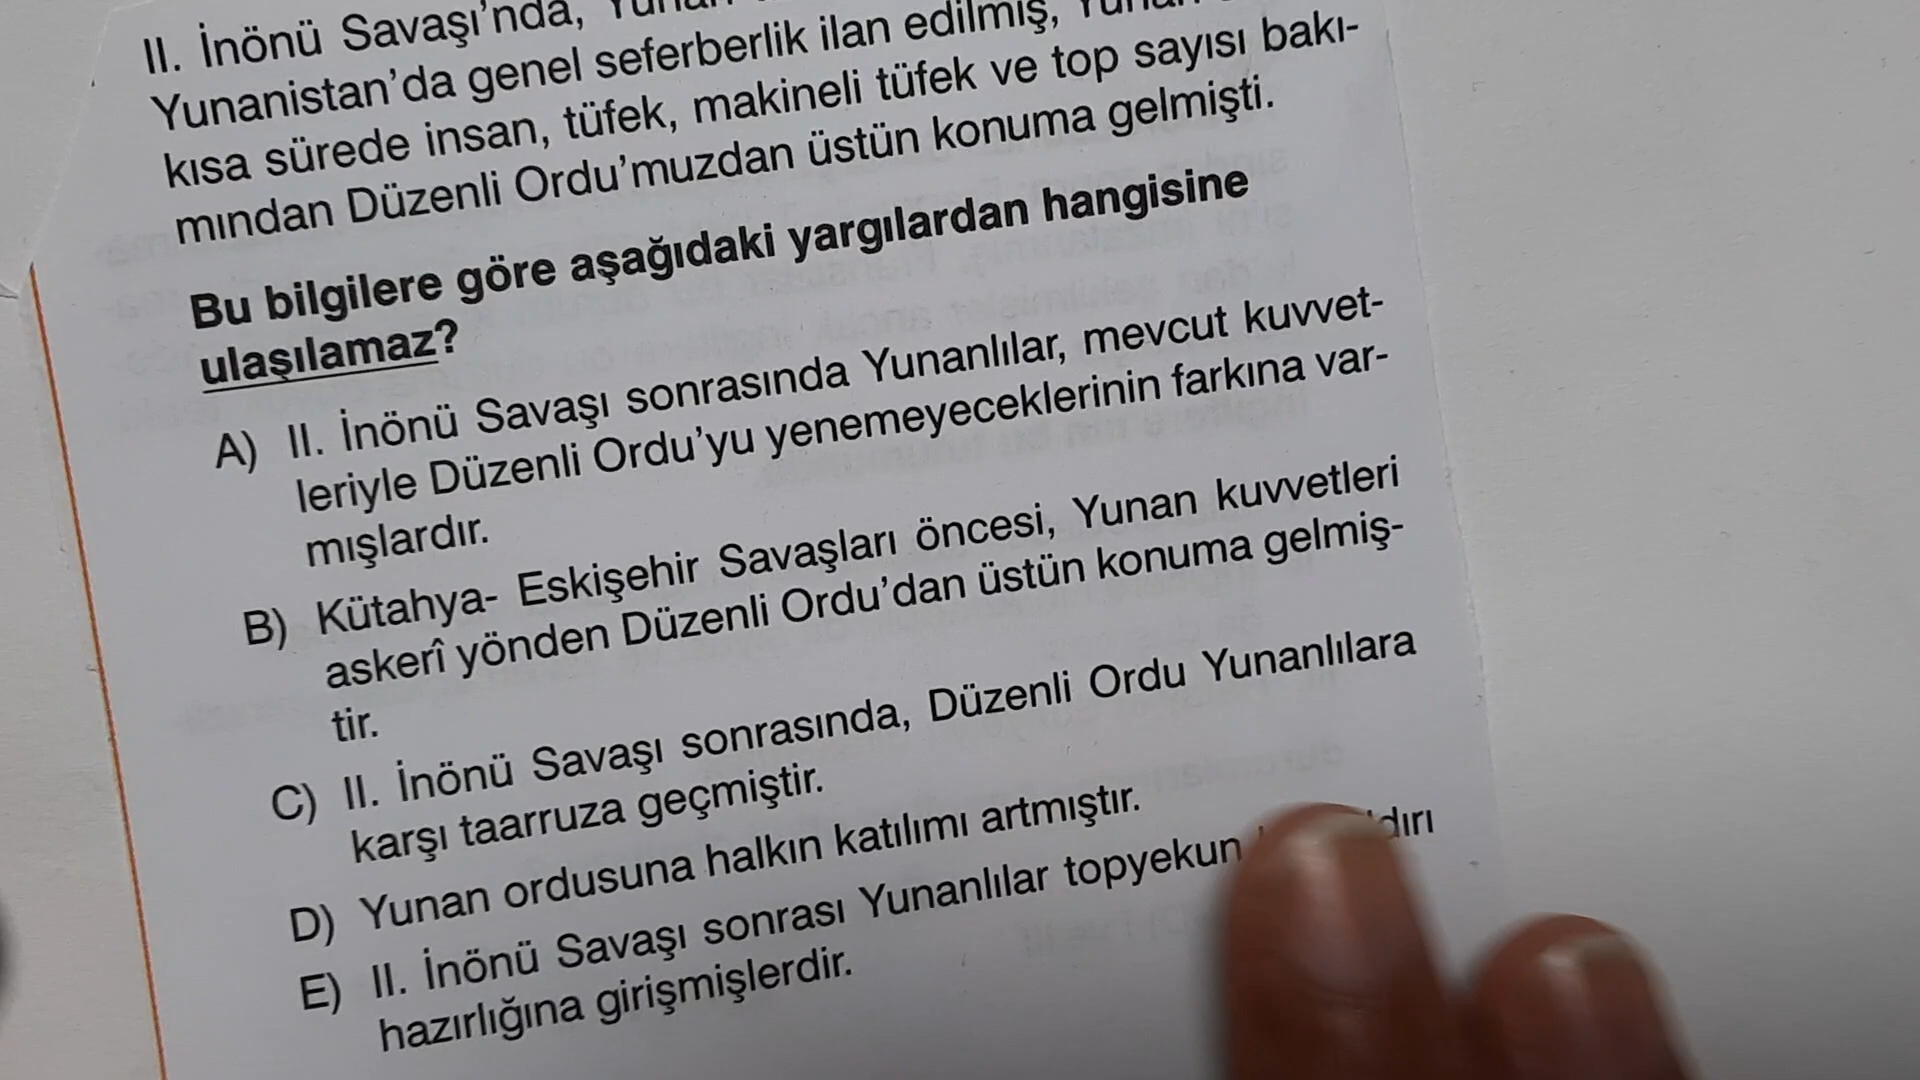 II. İnönü Savaşı'nda,
Yunanistan'da genel seferberlik ilan edilmiş,
kısa sürede insan, tüfek, makineli tüfek ve top sayısı bakı-
mından Düzenli Ordu'muzdan üstün konuma gelmişti.
Bu bilgilere göre aşağıdaki yargılardan hangisine
ulaşılamaz?
A) II. İnönü Savaşı sonrasında Yunanlılar, mevcut kuvvet-
leriyle Düzenli Ordu'yu yenemeyeceklerinin farkına var-
mışlardır.
B) Kütahya- Eskişehir Savaşları öncesi, Yunan kuvvetleri
askerî yönden Düzenli Ordu'dan üstün konuma gelmiş-
tir.
C) II. İnönü Savaşı sonrasında, Düzenli Ordu Yunanlılara
karşı taarruza geçmiştir.
D) Yunan ordusuna halkın katılımı artmıştır.
E) II. İnönü Savaşı sonrası Yunanlılar topyekun
hazırlığına girişmişlerdir.